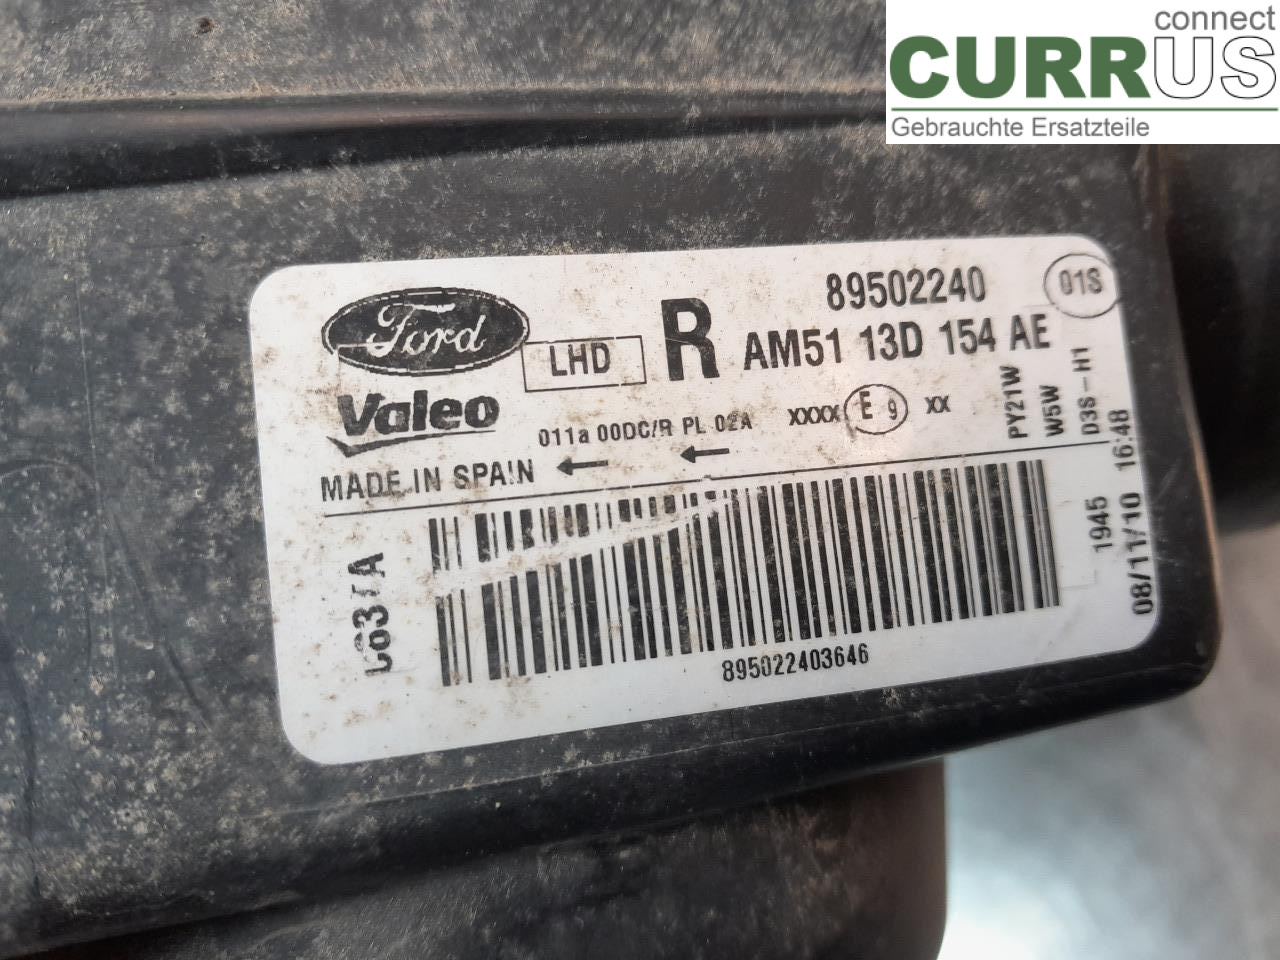 connect
CURRUS
Gebrauchte Ersatzteile
Ford
Valeo
MADE IN SPAIN
LHD
R
89502240
01S
AM51 13D 154 AE
011a 00DC/R PL 02A
XXXX E 9 XX
PY21W
W5W
D3S-H1
1945
08/11/10 16:48
895022403646